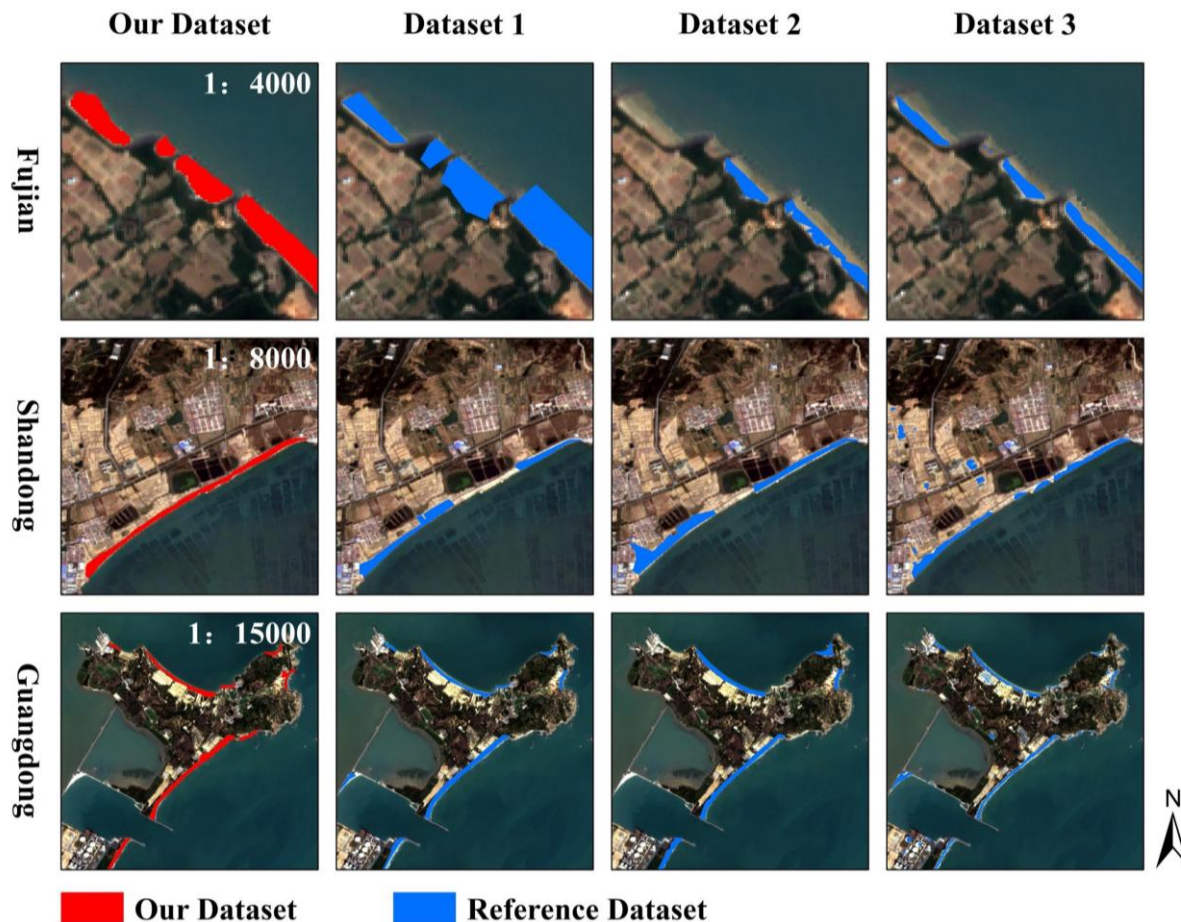 Our Dataset Dataset 1 Dataset 2 Dataset 3
Fujian
1: 4000
Shandong
1: 8000
Guangdong
1: 15000
N
Our Dataset Reference Dataset